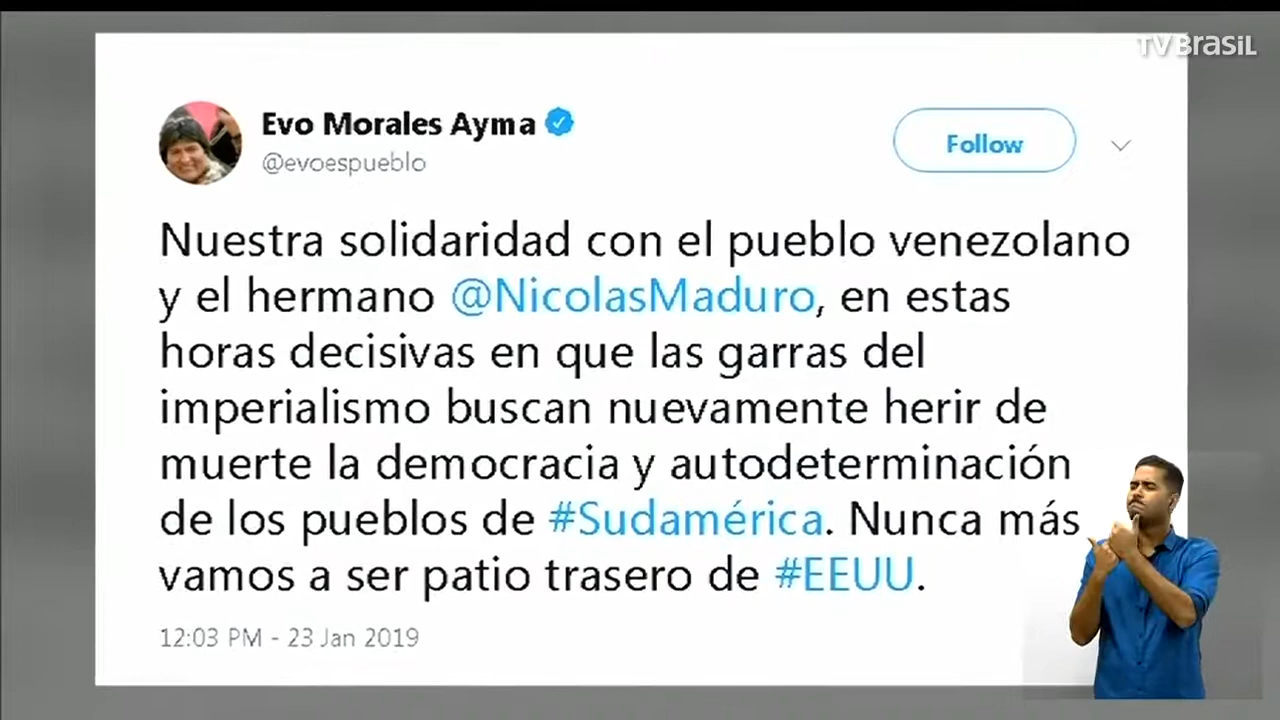 TVBrasiL
Evo Morales Ayma
@evoespueblo
Follow
Nuestra solidaridad con el pueblo venezolano
y el hermano @NicolasMaduro, en estas
horas decisivas en que las garras del
imperialismo buscan nuevamente herir de
muerte la democracia y autodeterminación
de los pueblos de #Sudamérica. Nunca más
vamos a ser patio trasero de #EEUU.
12:03 PM - 23 Jan 2019